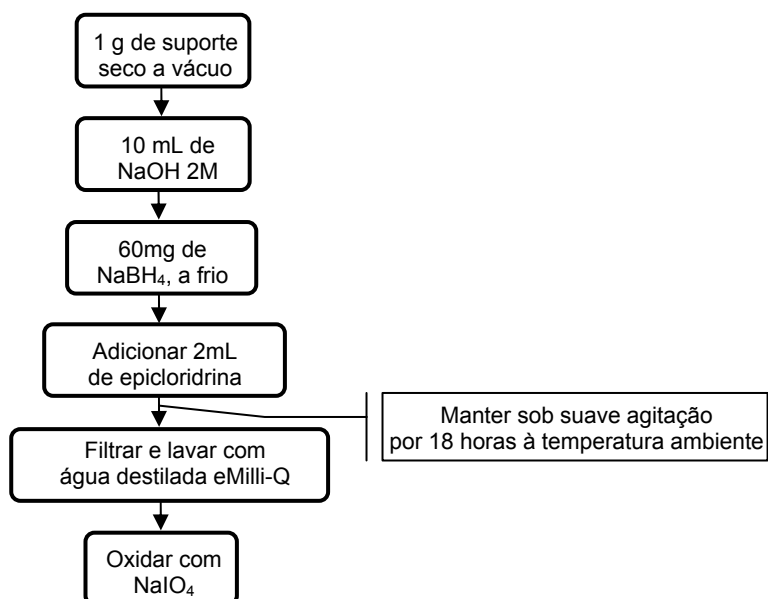 1 g de suporte
seco a vácuo
10 mL de
NaOH 2M
60mg de
NaBH₄, a frio
Adicionar 2mL
de epicloridrina
Manter sob suave agitação
por 18 horas à temperatura ambiente
Filtrar e lavar com
água destilada eMilli-Q
Oxidar com
NaIO₄